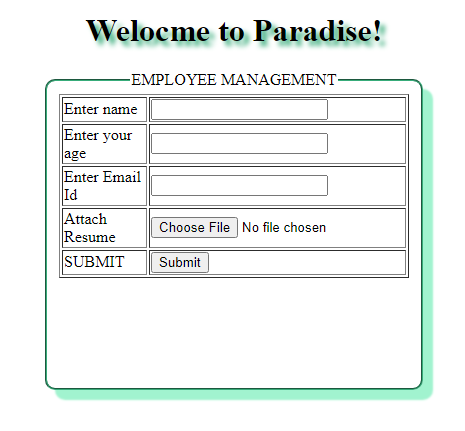 Welocme to Paradise!
EMPLOYEE MANAGEMENT
Enter name
Enter your
age
Enter Email
Id
Attach
Resume
Choose File No file chosen
SUBMIT Submit